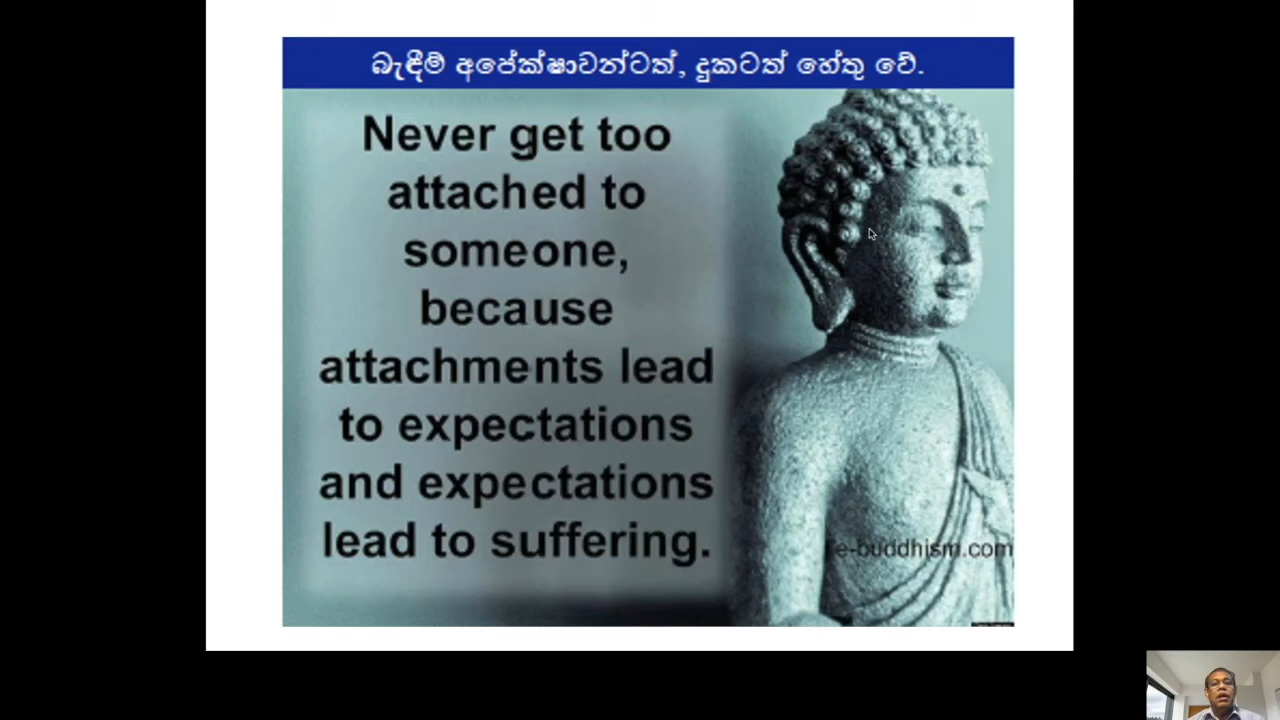 බැඳීම් අපේක්ෂාවන්ටත්, දුකටත් හේතු වේ.
Never get too
attached to
someone,
because
attachments lead
to expectations
and expectations
lead to suffering.
e-buddhism.com